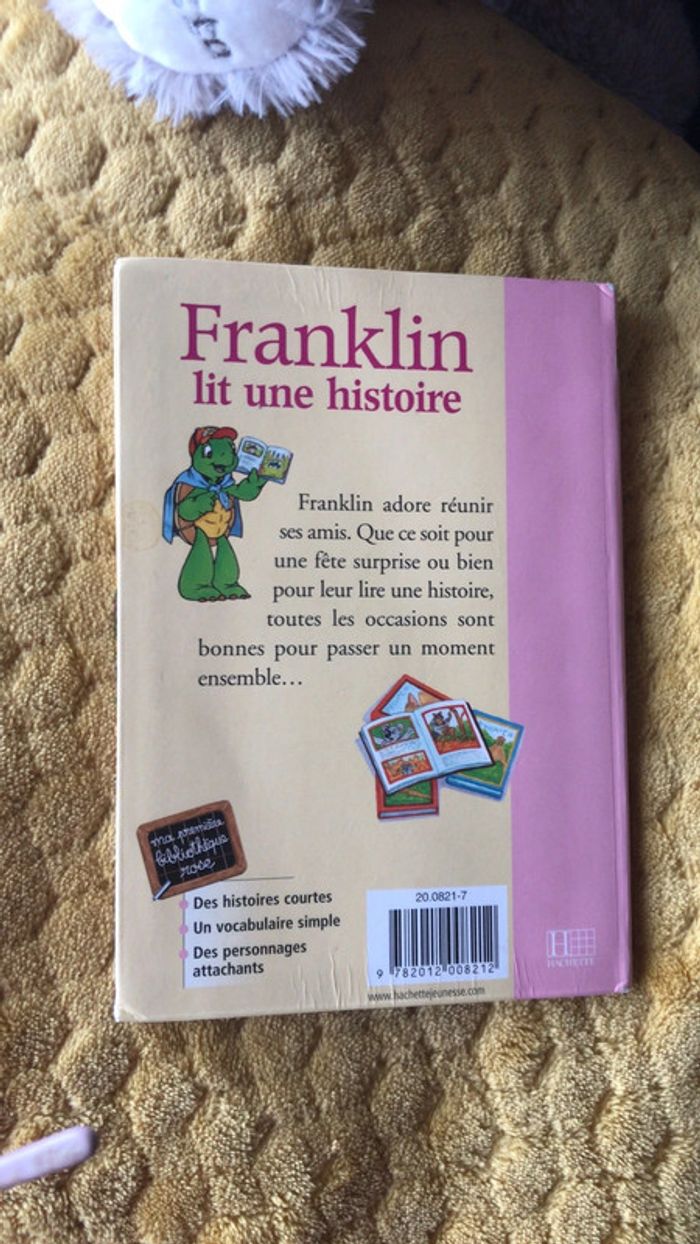 Franklin
lit une histoire
Franklin adore réunir
ses amis. Que ce soit pour
une fête surprise ou bien
pour leur lire une histoire,
toutes les occasions sont
bonnes pour passer un moment
ensemble…
ma première
bibliothèque
rose
Des histoires courtes
Un vocabulaire simple
Des personnages
attachants
20.0821-7
9 782012 008212
www.hachettejeunesse.com
HACHETTE